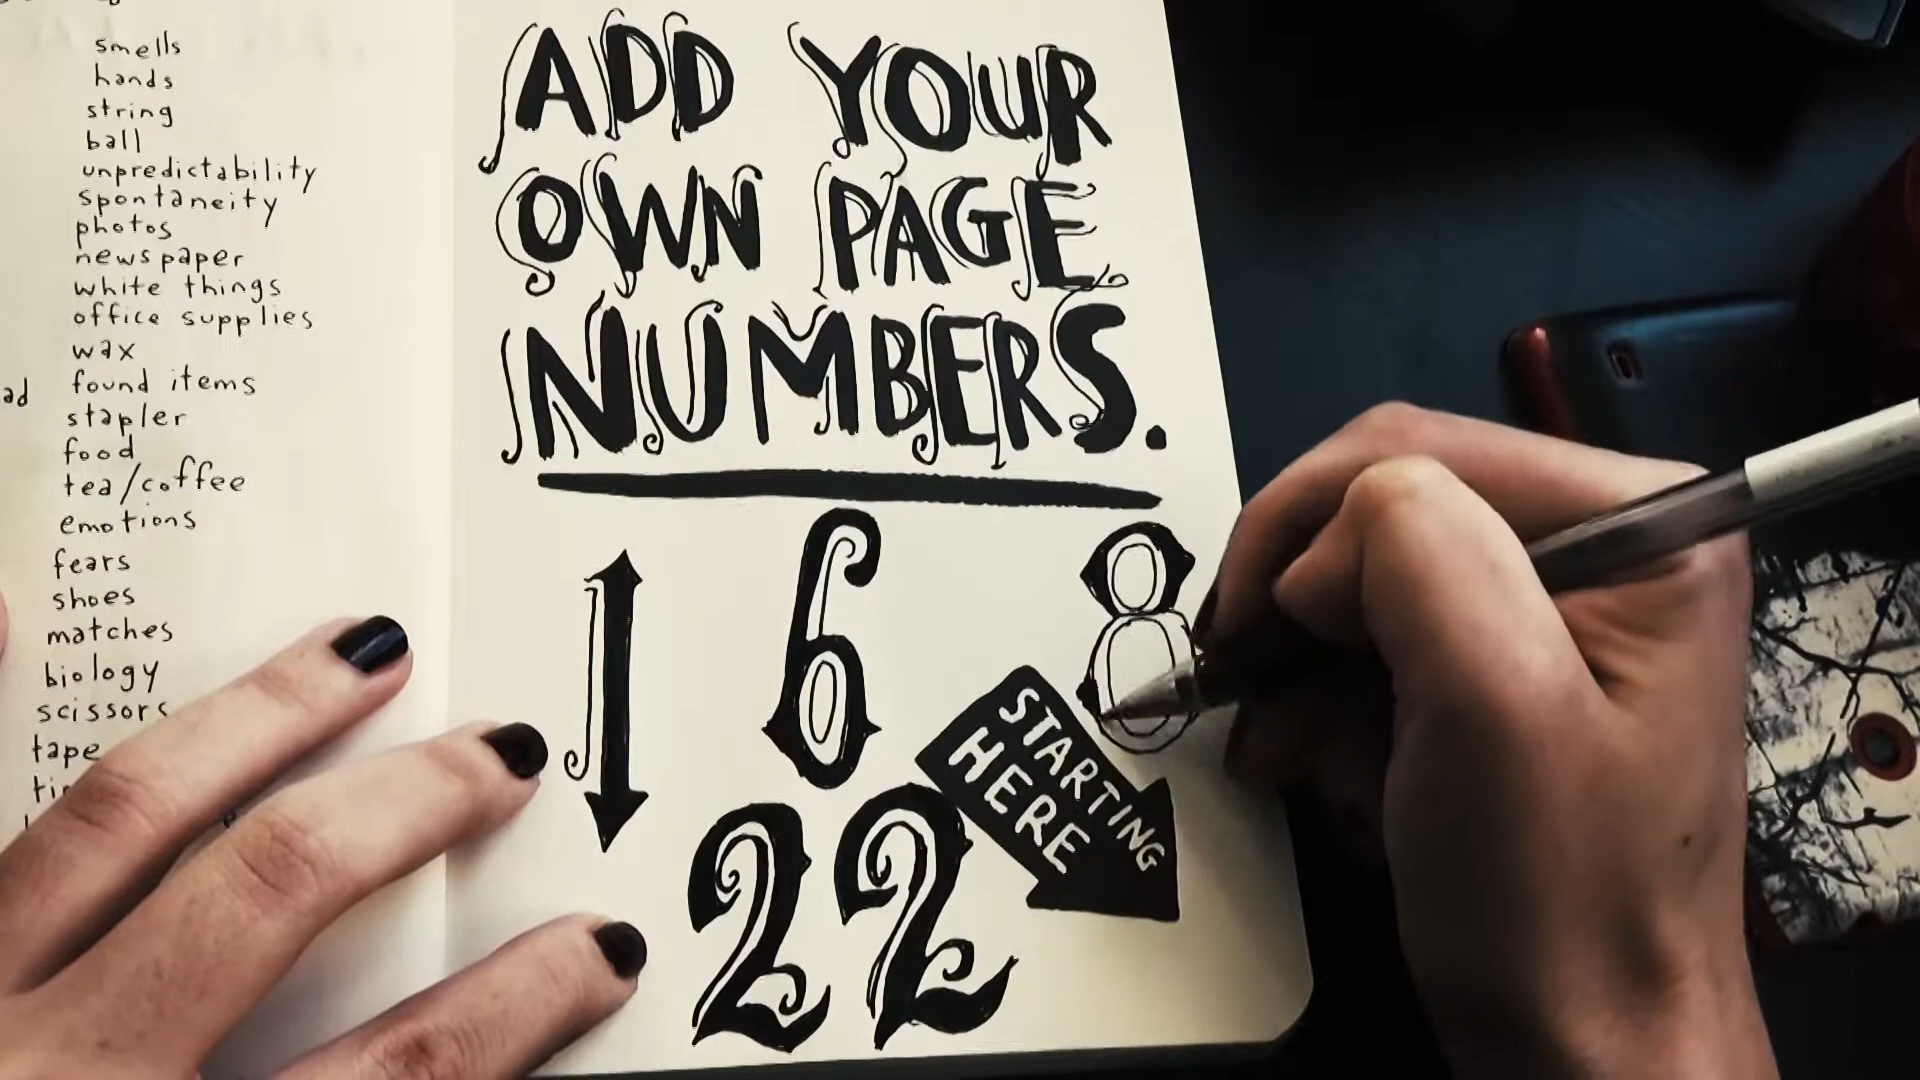 smells
hands
string
ball
unpredictability
spontaneity
photos
newspaper
white things
office supplies
wax
ad found items
stapler
food
tea/coffee
emotions
fears
shoes
matches
biology
scissors
tape
ADD YOUR
OWN PAGE
NUMBERS.
1 6 8
STARTING
HERE
22